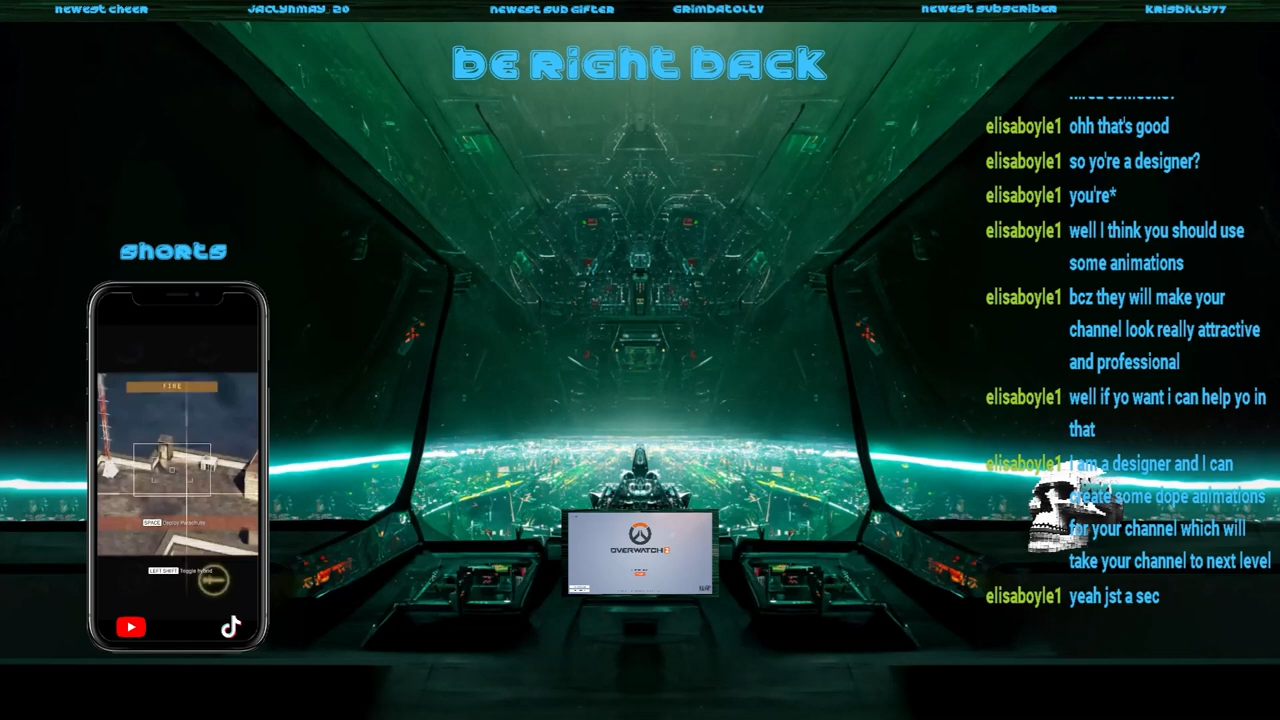 newest cheer JACLYNMAY_20 newest sub gifter GRIMBATOLTV newest subscriber KRISBILLY77
BE RIGHT BACK
elisaboyle1 ohh that's good
elisaboyle1 so yo're a designer?
elisaboyle1 you're*
elisaboyle1 well I think you should use
some animations
elisaboyle1 bcz they will make your
channel look really attractive
and professional
elisaboyle1 well if yo want i can help yo in
that
elisaboyle1 I am a designer and I can
create some dope animations
for your channel which will
take your channel to next level
elisaboyle1 yeah jst a sec
SHORTS
FIRE
SPACE Deploy Parachute
LEFT SHIFT Toggle Hybrid
OVERWATCH 2